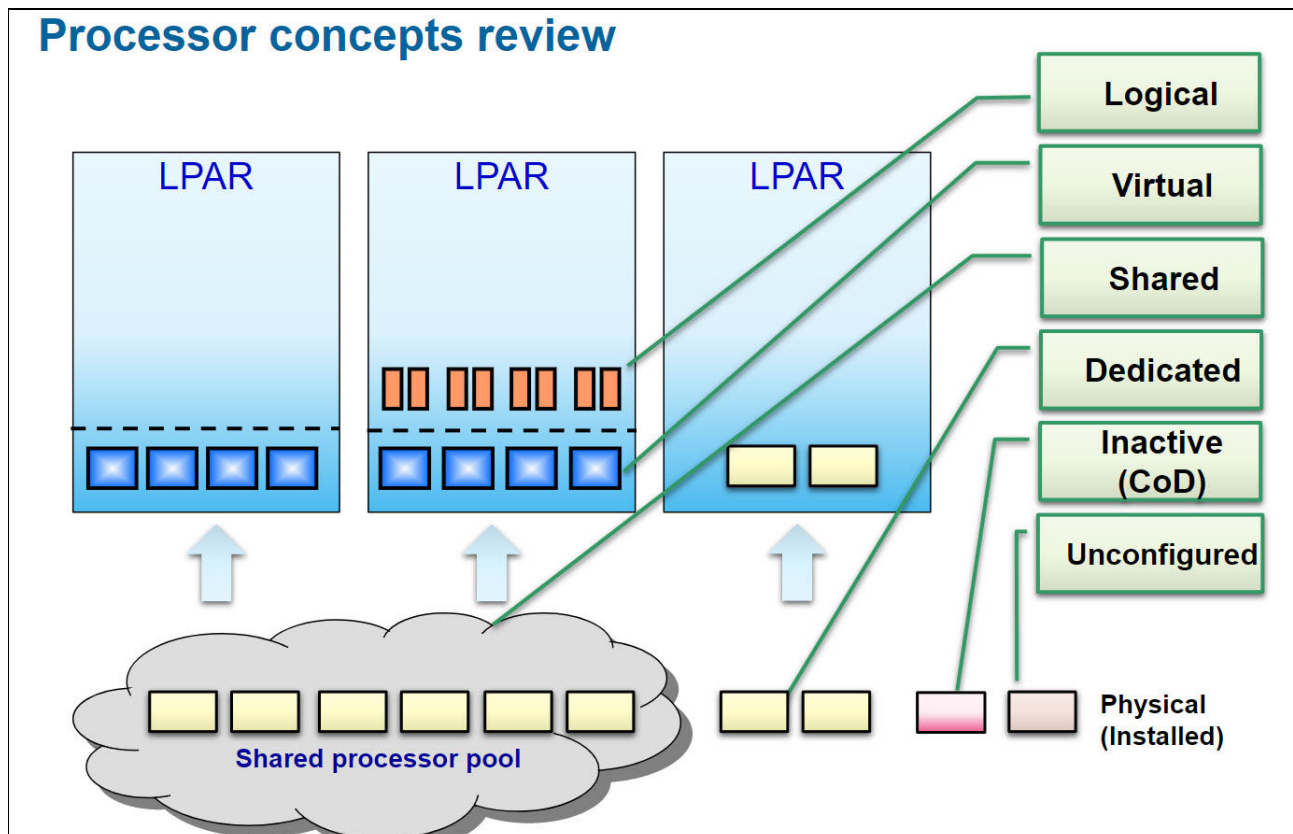 Processor concepts review
LPAR
LPAR
LPAR
Logical
Virtual
Shared
Dedicated
Inactive
(CoD)
Unconfigured
Shared processor pool
Physical
(Installed)